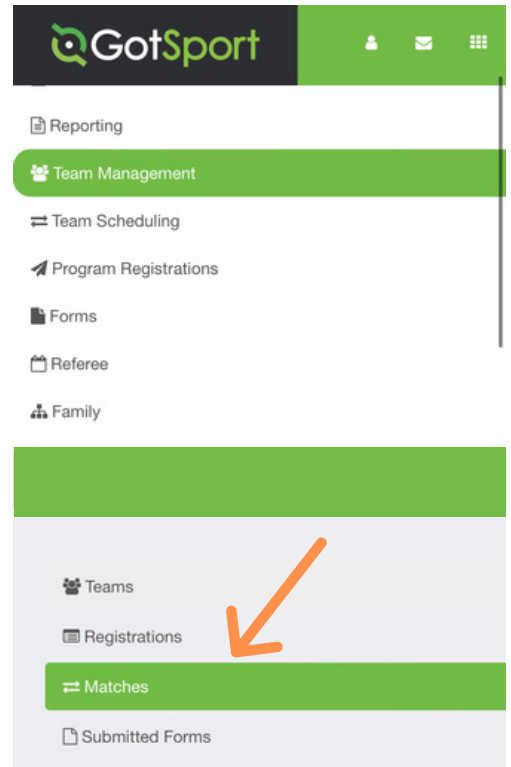 GotSport
Reporting
Team Management
Team Scheduling
Program Registrations
Forms
Referee
Family
Teams
Registrations
Matches
Submitted Forms